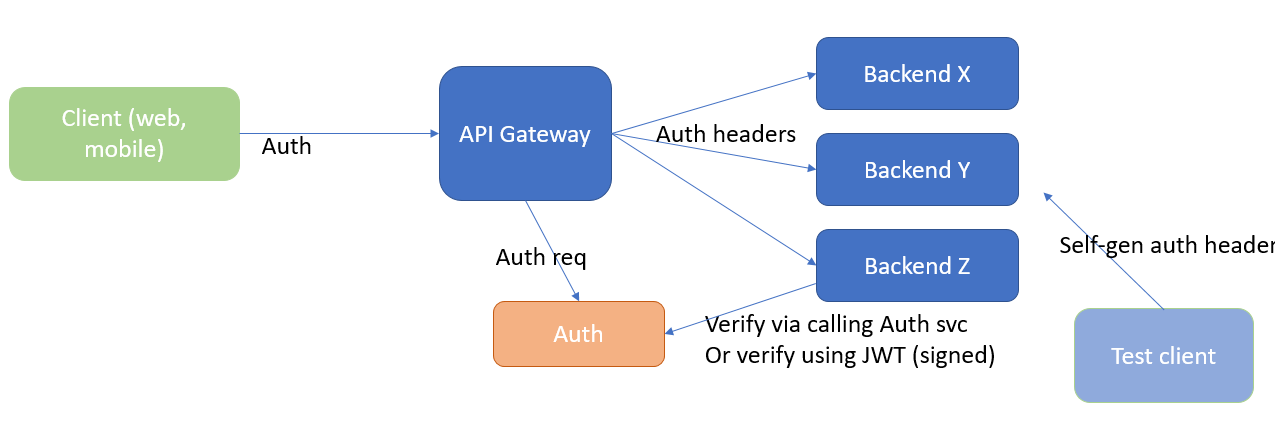 Client (web,
mobile)
Auth
API Gateway
Auth headers
Backend X
Backend Y
Backend Z
Auth req
Auth
Verify via calling Auth svc
Or verify using JWT (signed)
Self-gen auth header
Test client